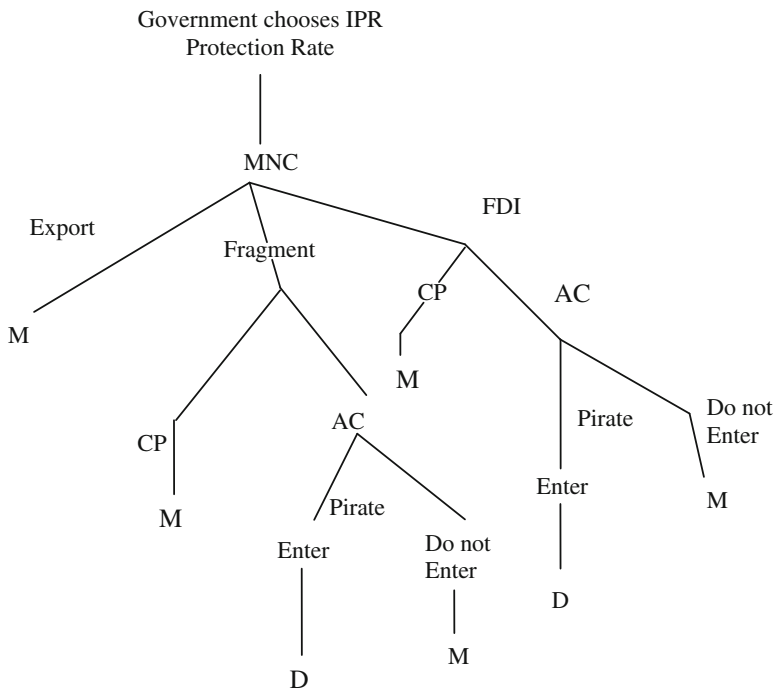 Government chooses IPR
Protection Rate
MNC
FDI
Export
Fragment
CP
AC
M
M
Pirate
Do not
Enter
CP
AC
Enter
M
M
Pirate
Enter
Do not
Enter
D
M
D